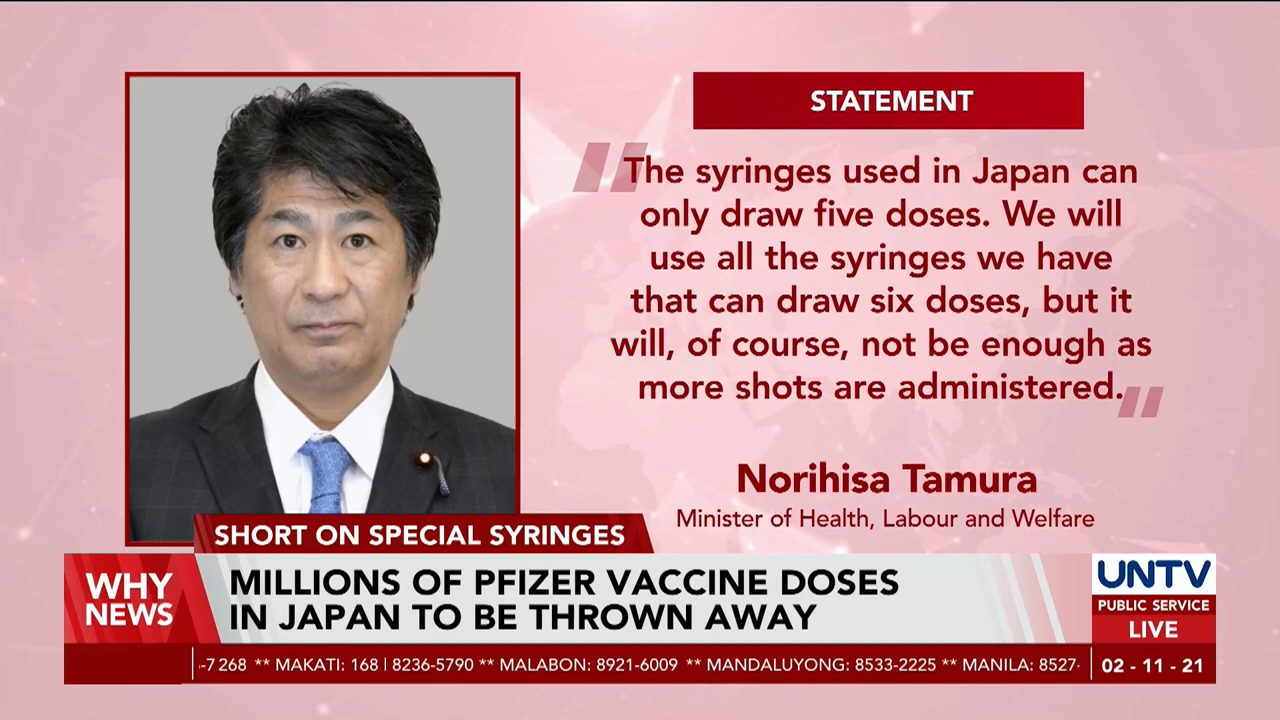 STATEMENT
"The syringes used in Japan can
only draw five doses. We will
use all the syringes we have
that can draw six doses, but it
will, of course, not be enough as
more shots are administered."
Norihisa Tamura
Minister of Health, Labour and Welfare
SHORT ON SPECIAL SYRINGES
WHY
NEWS
MILLIONS OF PFIZER VACCINE DOSES
IN JAPAN TO BE THROWN AWAY
UNTV
PUBLIC SERVICE
LIVE
-7 268 ** MAKATI: 168 | 8236-5790 ** MALABON: 8921-6009 ** MANDALUYONG: 8533-2225 ** MANILA: 8527-
02 - 11 - 21